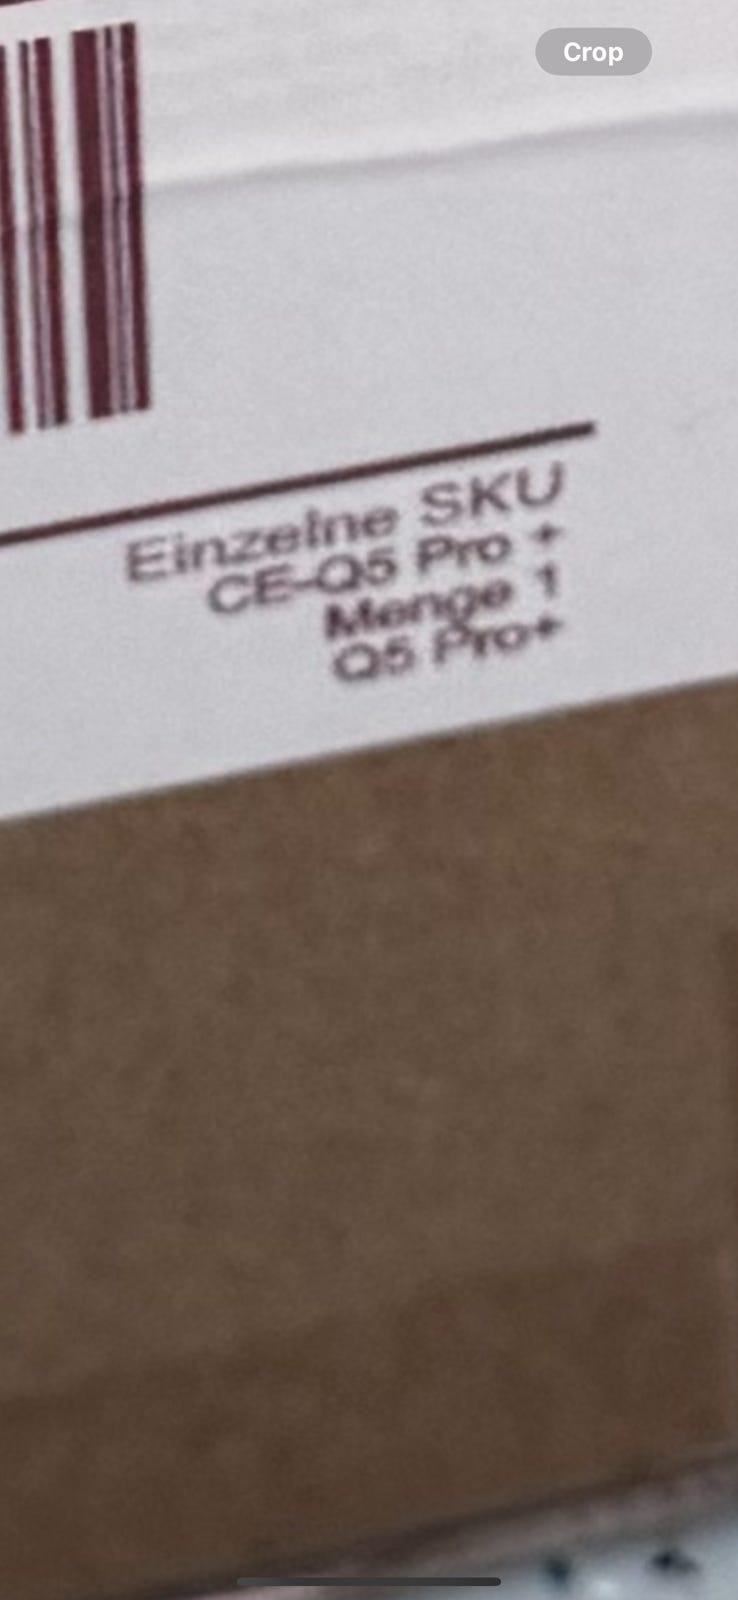 Crop
Einzelne SKU
CE-Q5 Pro +
Menge 1
Q5 Pro+